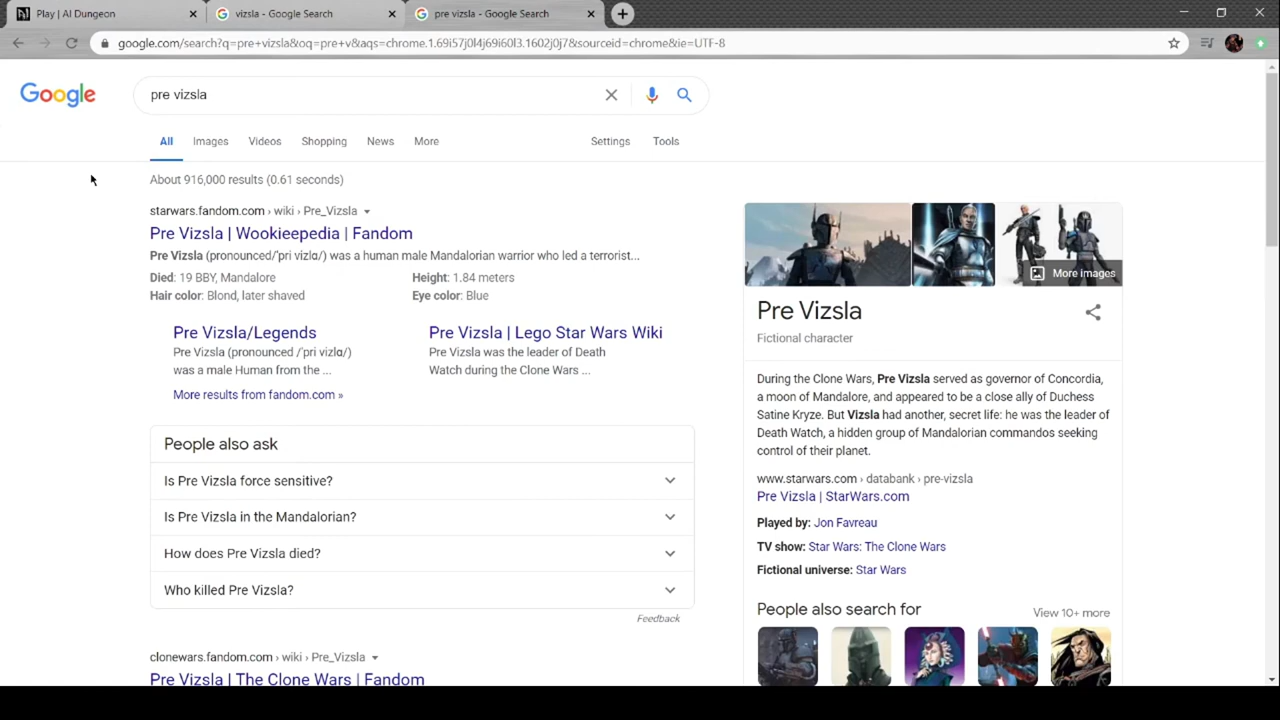 Play | AI Dungeon
vizsla - Google Search
pre vizsla - Google Search
google.com/search?q=pre+vizsla&oq=pre+v&aqs=chrome.1.69i57j0l4j69i60l3.1602j0j7&sourceid=chrome&ie=UTF-8
Google
pre vizsla
All Images Videos Shopping News More Settings Tools
About 916,000 results (0.61 seconds)
starwars.fandom.com › wiki › Pre_Vizsla
Pre Vizsla | Wookieepedia | Fandom
Pre Vizsla (pronounced/'pri vizlɑ/) was a human male Mandalorian warrior who led a terrorist...
Died: 19 BBY, Mandalore Height: 1.84 meters
Hair color: Blond, later shaved Eye color: Blue
Pre Vizsla/Legends
Pre Vizsla (pronounced /'pri vizlɑ/)
was a male Human from the ...
Pre Vizsla | Lego Star Wars Wiki
Pre Vizsla was the leader of Death
Watch during the Clone Wars ...
More results from fandom.com »
People also ask
Is Pre Vizsla force sensitive?
Is Pre Vizsla in the Mandalorian?
How does Pre Vizsla died?
Who killed Pre Vizsla?
Feedback
clonewars.fandom.com › wiki › Pre_Vizsla
Pre Vizsla | The Clone Wars | Fandom
More images
Pre Vizsla
Fictional character
During the Clone Wars, Pre Vizsla served as governor of Concordia,
a moon of Mandalore, and appeared to be a close ally of Duchess
Satine Kryze. But Vizsla had another, secret life: he was the leader of
Death Watch, a hidden group of Mandalorian commandos seeking
control of their planet.
www.starwars.com › databank › pre-vizsla
Pre Vizsla | StarWars.com
Played by: Jon Favreau
TV show: Star Wars: The Clone Wars
Fictional universe: Star Wars
People also search for View 10+ more